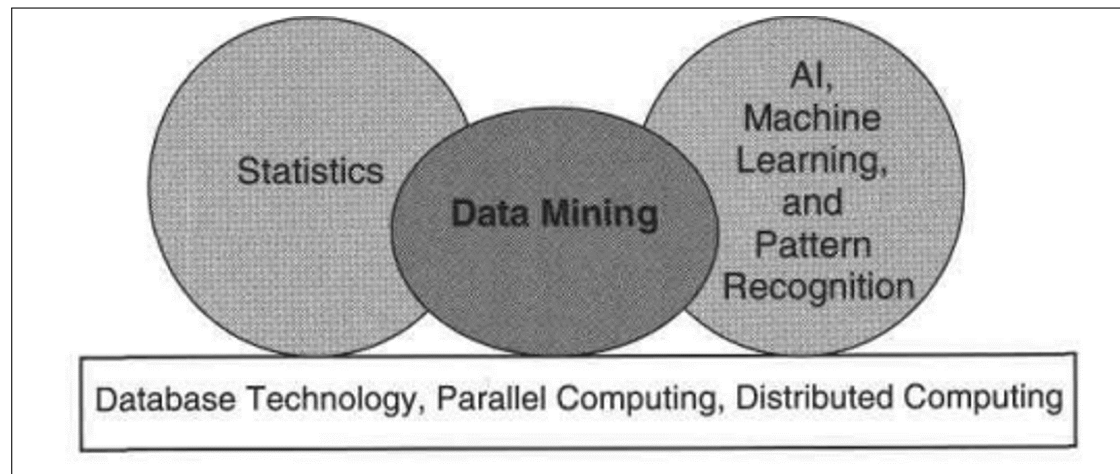 Statistics
Data Mining
AI,
Machine
Learning,
and
Pattern
Recognition
Database Technology, Parallel Computing, Distributed Computing